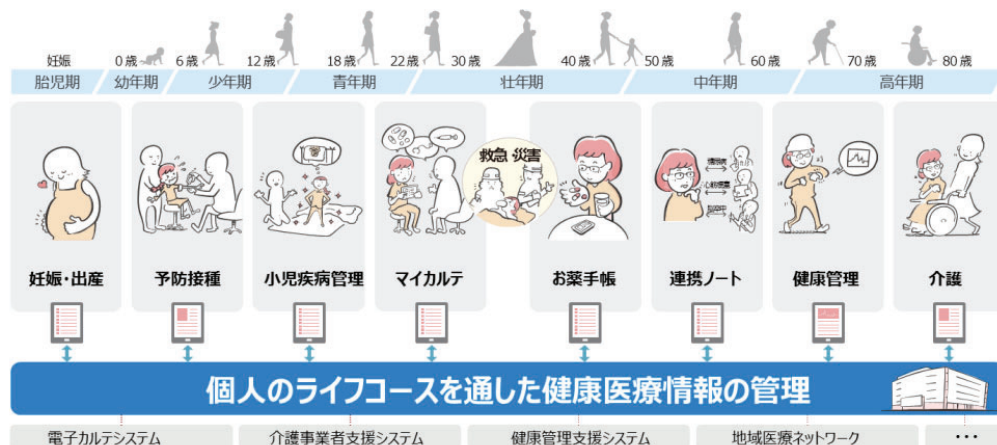 妊娠 0歳 6歳 12歳 18歳 22歳 30歳 40歳 50歳 60歳 70歳 80歳
胎児期 幼年期 少年期 青年期 壮年期 中年期 高年期
救急 災害
妊娠・出産 予防接種 小児疾病管理 マイカルテ お薬手帳 連携ノート 健康管理 介護
個人のライフコースを通した健康医療情報の管理
電子カルテシステム 介護事業者支援システム 健康管理支援システム 地域医療ネットワーク ・・・